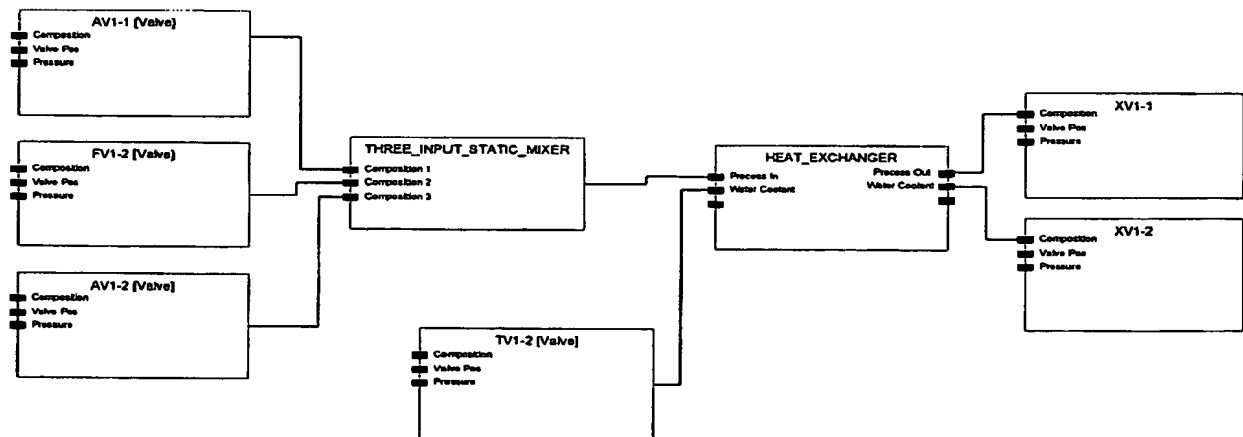 AV1-1 [Valve]
Composition
Valve Pos
Pressure
FV1-2 [Valve]
Composition
Valve Pos
Pressure
AV1-2 [Valve]
Composition
Valve Pos
Pressure
THREE_INPUT_STATIC_MIXER
Composition 1
Composition 2
Composition 3
TV1-2 [Valve]
Composition
Valve Pos
Pressure
HEAT_EXCHANGER
Process In
Water Coolant
Process Out
Water Coolant
XV1-1
Composition
Valve Pos
Pressure
XV1-2
Composition
Valve Pos
Pressure